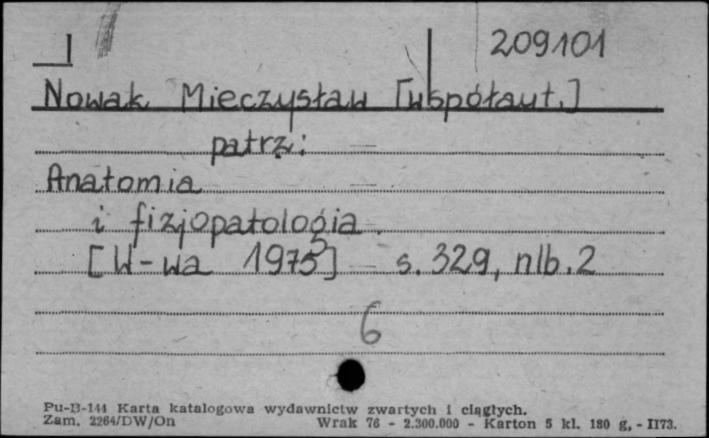 209101
Nowak Mieczysław [współaut.]
patrz:
Anatomia
i fizjopatologia.
[W-wa 1975] s. 329, nlb. 2
6
Pu-B-144 Karta katalogowa wydawnictw zwartych i ciągłych.
Zam. 2264/DW/On Wrak 76 - 2.300.000 - Karton 5 kl. 180 g. - II73.